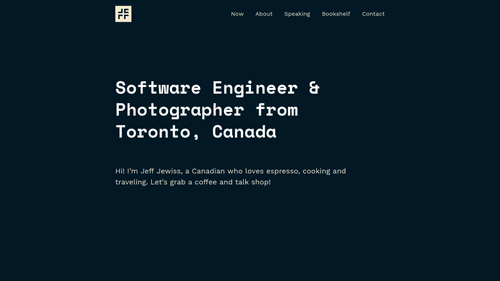 JE
FF
Now About Speaking Bookshelf Contact
Software Engineer &
Photographer from
Toronto, Canada
Hi! I'm Jeff Jewiss, a Canadian who loves espresso, cooking and
traveling. Let's grab a coffee and talk shop!